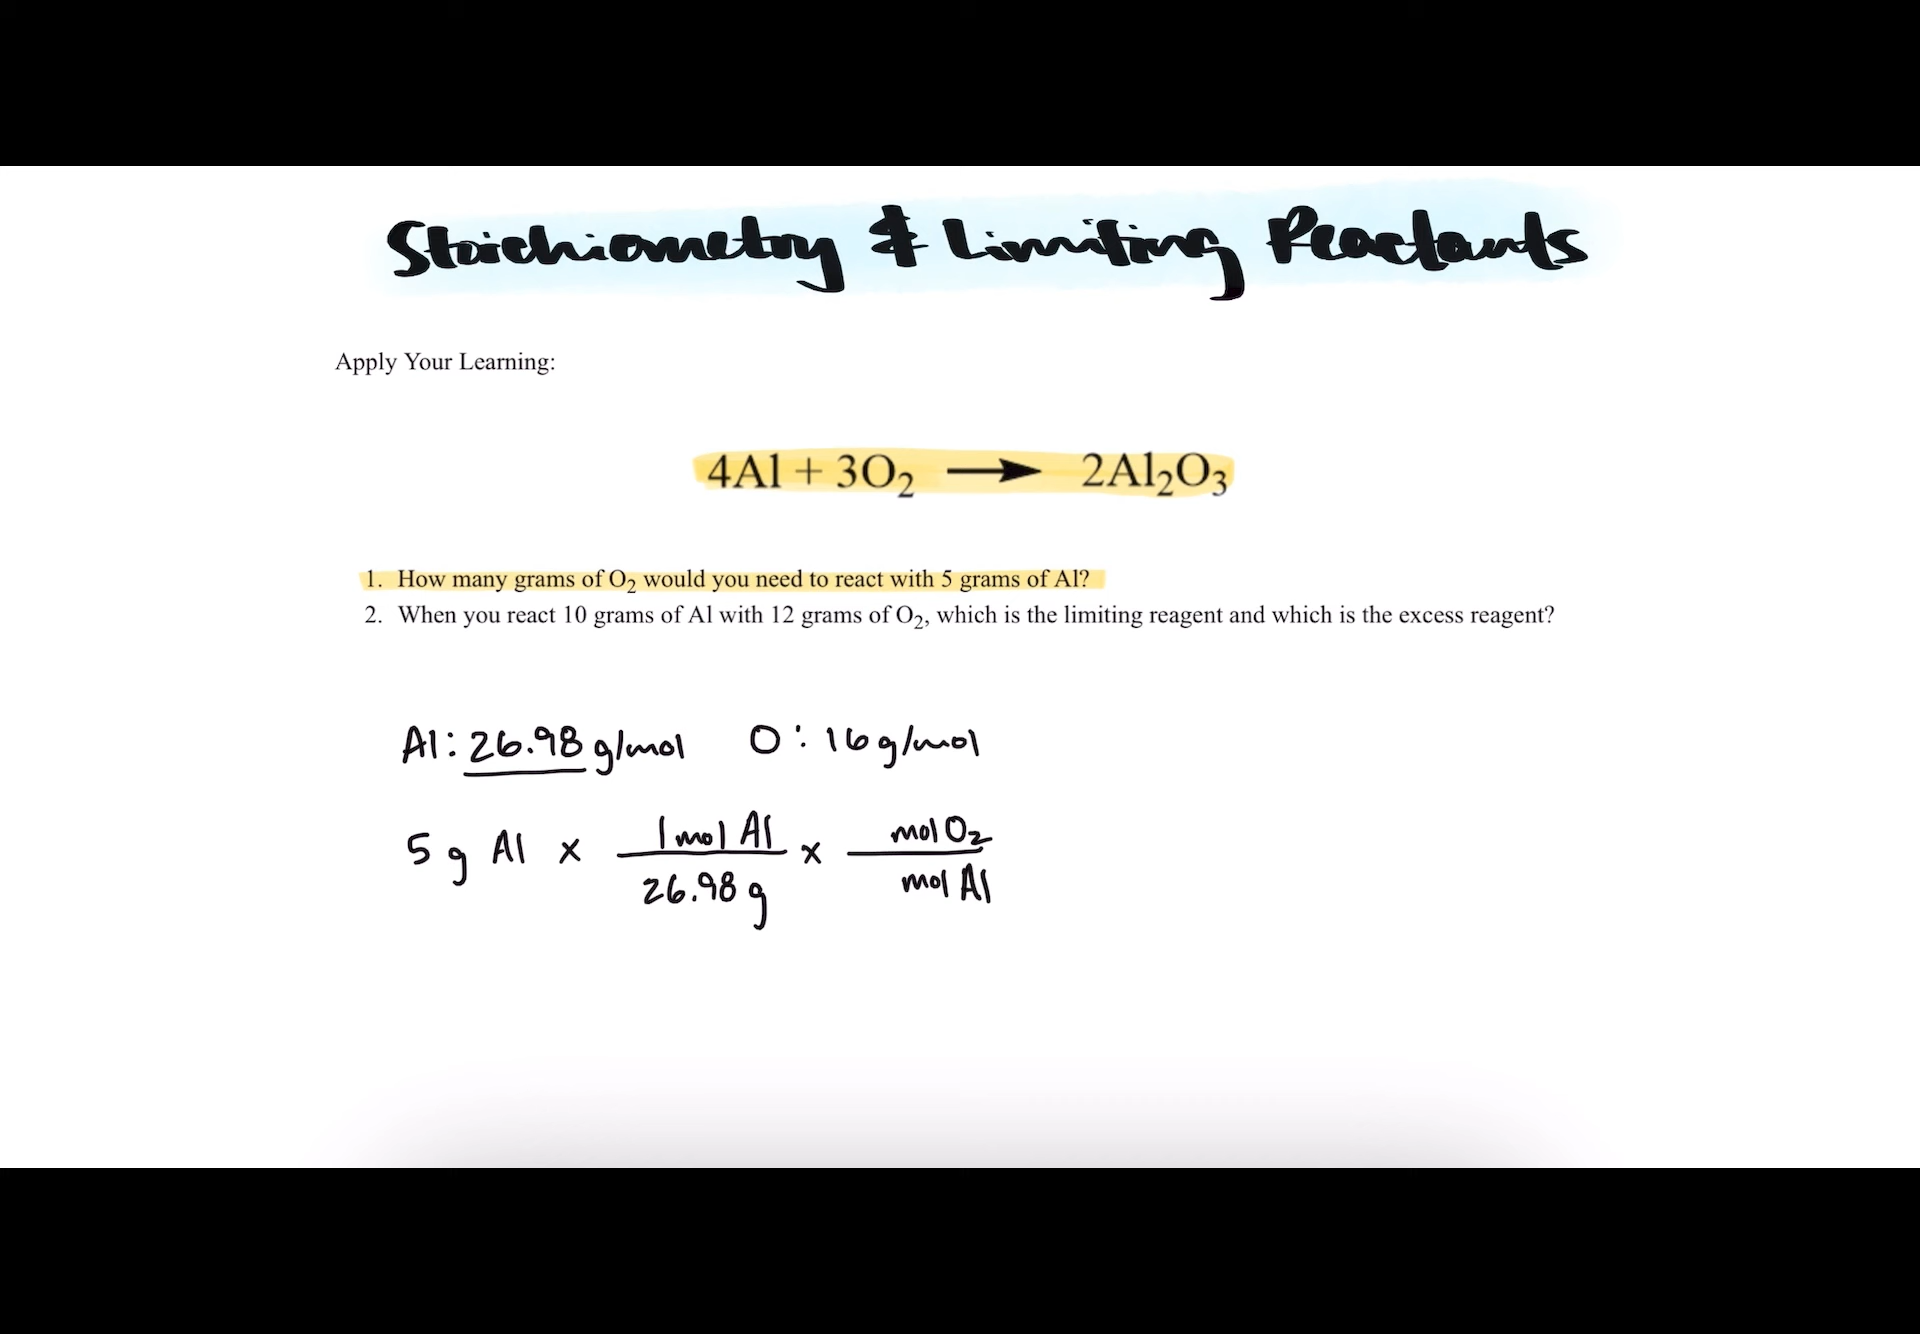 Stoichiometry & Limiting Reactants
Apply Your Learning:
4Al + 3O₂ ⟶ 2Al₂O₃
1. How many grams of O₂ would you need to react with 5 grams of Al?
2. When you react 10 grams of Al with 12 grams of O₂, which is the limiting reagent and which is the excess reagent?
Al: 26.98 g/mol O: 16 g/mol
5 g Al x 1 mol Al / 26.98 g x mol O₂ / mol Al